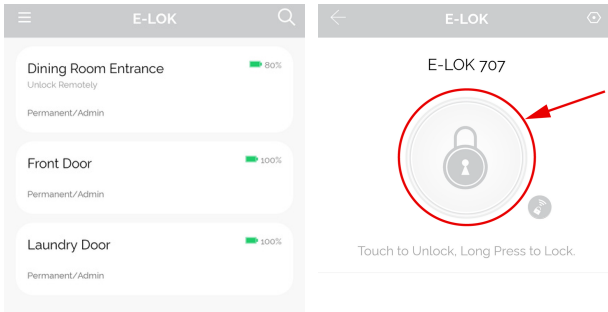 E-LOK
Dining Room Entrance
80%
Unlock Remotely
Permanent/Admin
Front Door
100%
Permanent/Admin
Laundry Door
100%
Permanent/Admin
E-LOK
E-LOK 707
Touch to Unlock, Long Press to Lock.